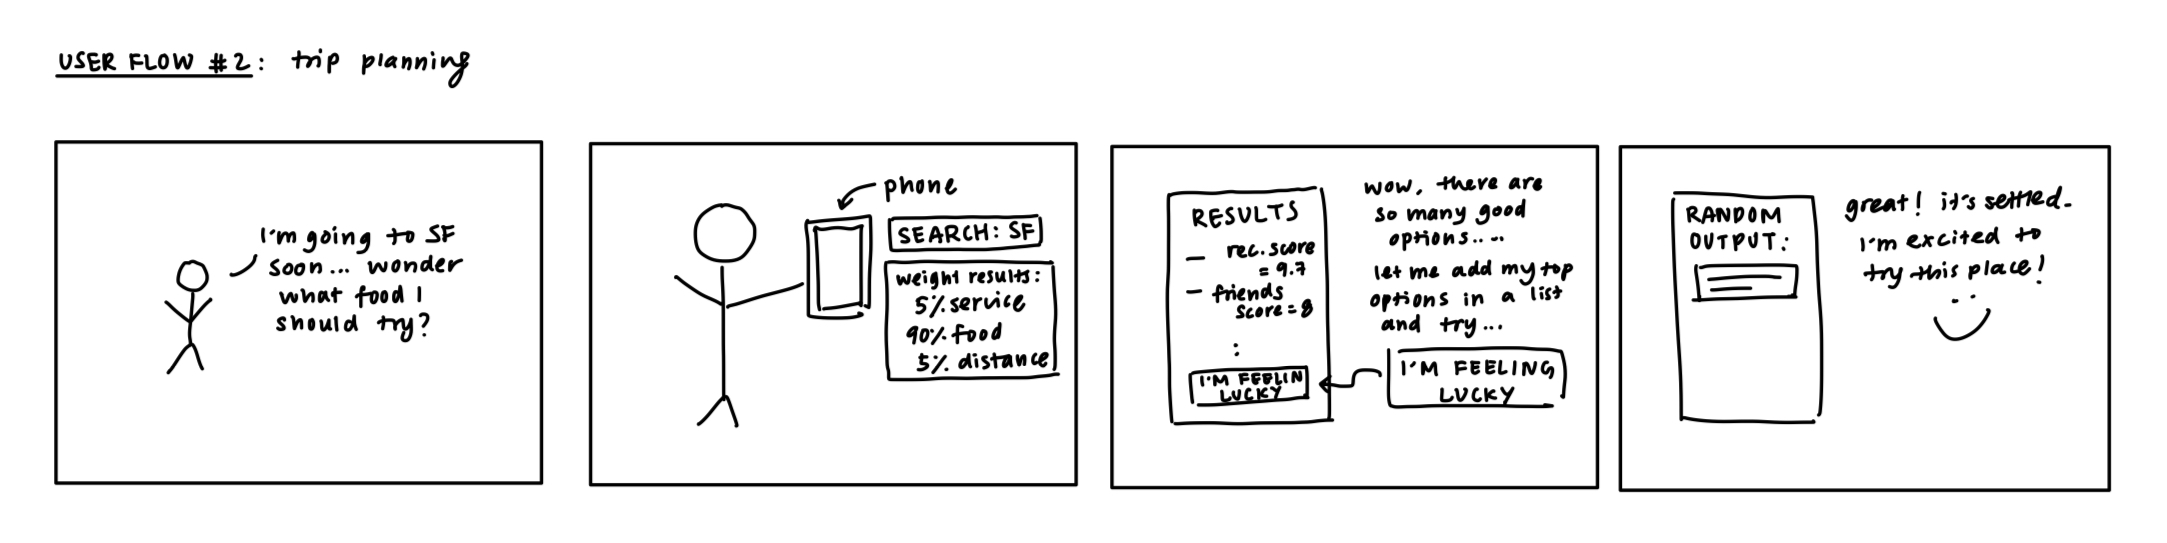 USER FLOW #2: trip planning
I'm going to SF
soon... wonder
what food I
should try?
phone
SEARCH: SF
weight results:
5% service
90% food
5% distance
RESULTS
— rec. score
= 9.7
— friends
score = 8
:
I'M FEELIN
LUCKY
wow, there are
so many good
options....
let me add my top
options in a list
and try...
I'M FEELING
LUCKY
RANDOM
OUTPUT:
great! it's settled.
I'm excited to
try this place!